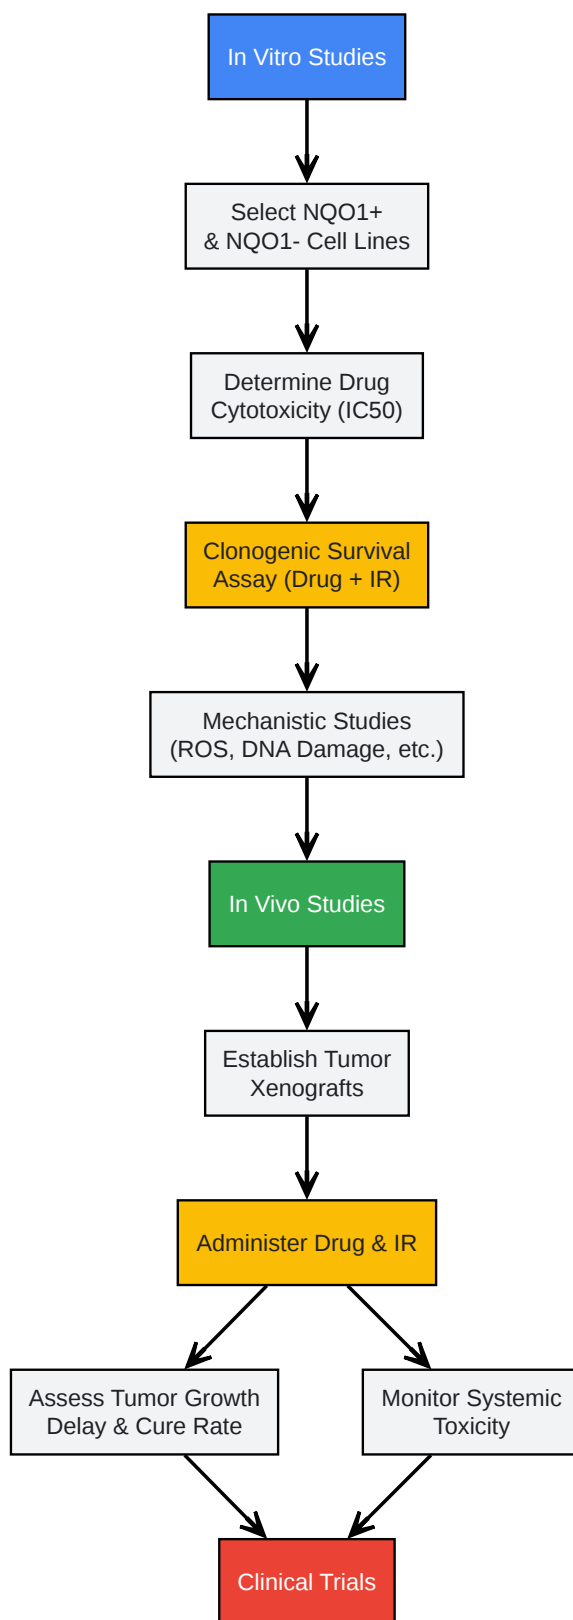 In Vitro Studies
Select NQO1+
& NQO1- Cell Lines
Determine Drug
Cytotoxicity (IC50)
Clonogenic Survival
Assay (Drug + IR)
Mechanistic Studies
(ROS, DNA Damage, etc.)
In Vivo Studies
Establish Tumor
Xenografts
Administer Drug & IR
Assess Tumor Growth
Delay & Cure Rate
Monitor Systemic
Toxicity
Clinical Trials